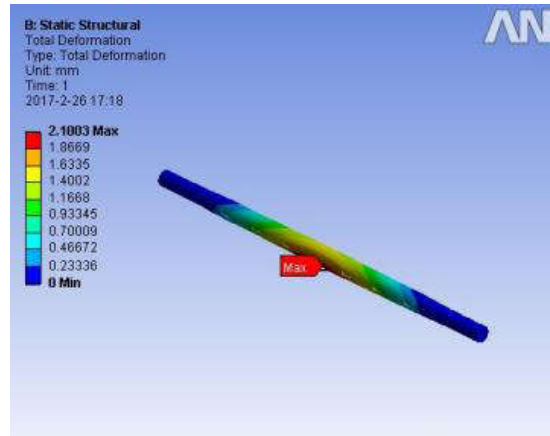 B: Static Structural
Total Deformation
Type: Total Deformation
Unit: mm
Time: 1
2017-2-26 17:18
2.1003 Max
1.8669
1.6335
1.4002
1.1668
0.93345
0.70009
0.46672
0.23336
0 Min
Max
AN